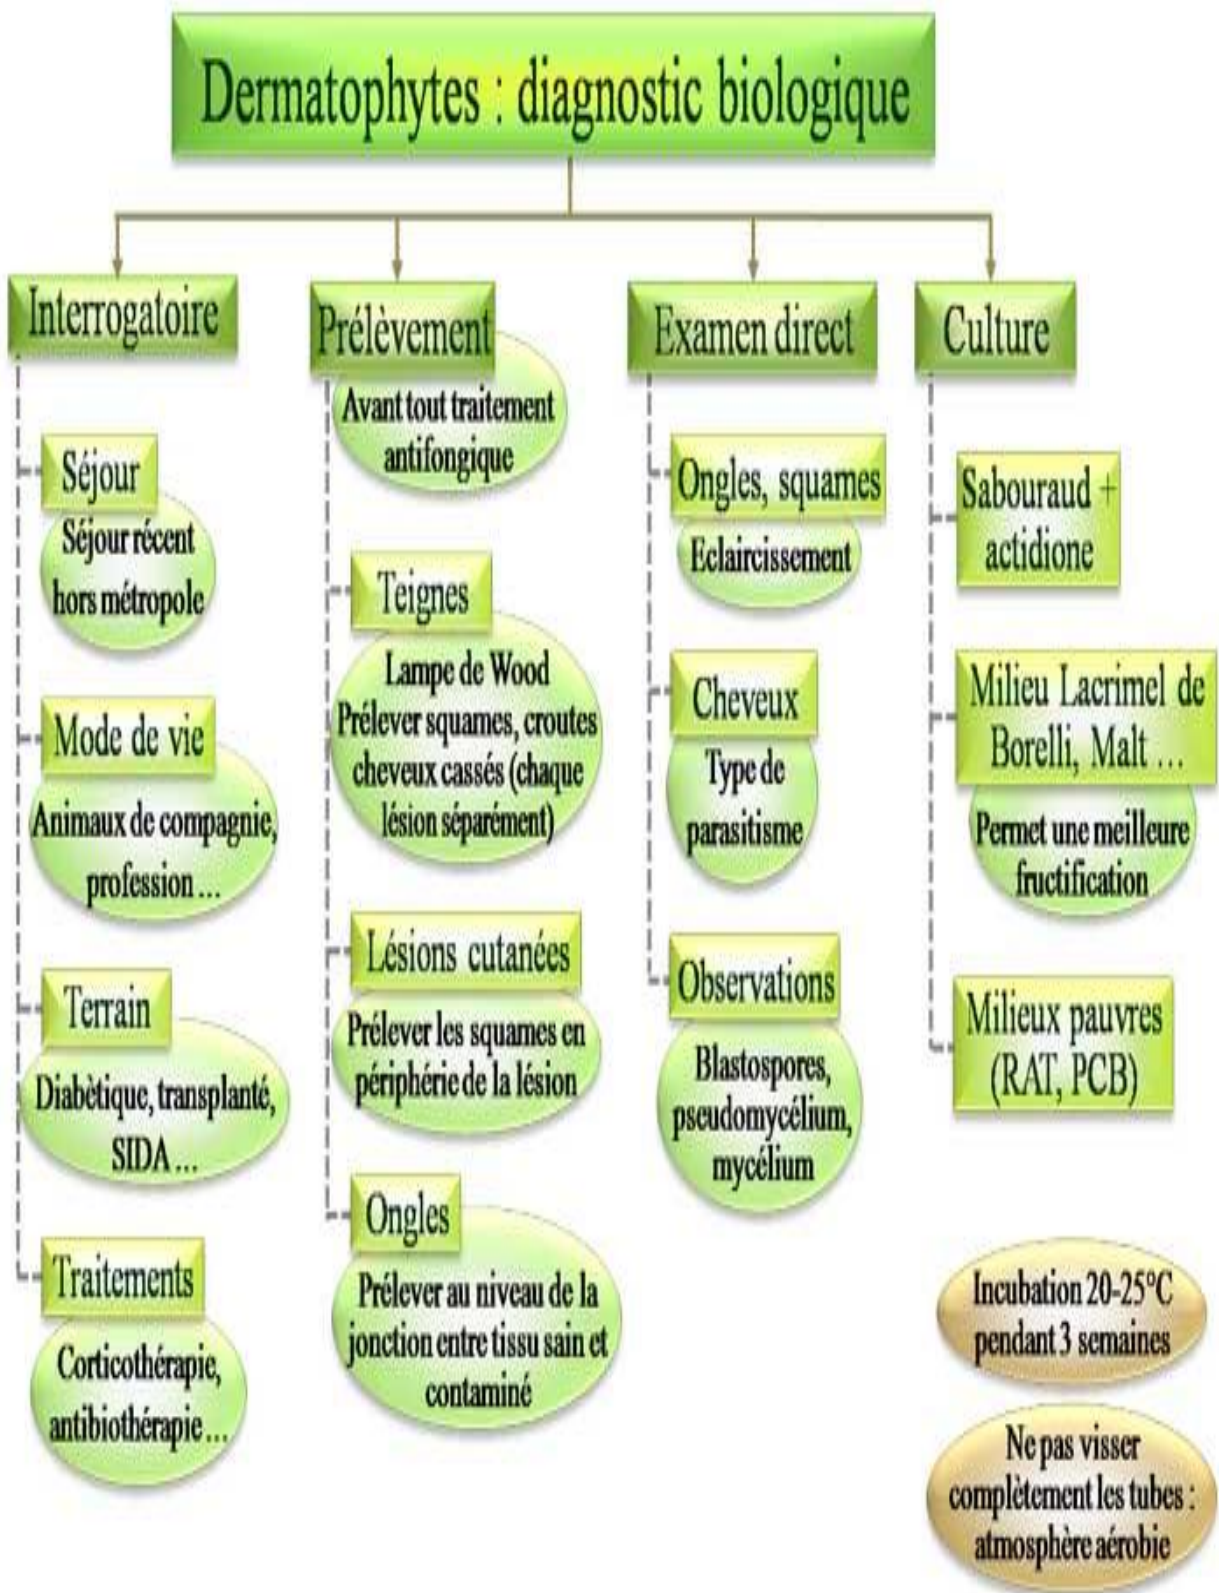 Dermatophytes : diagnostic biologique
Interrogatoire
Séjour
Séjour récent
hors métropole
Mode de vie
Animaux de compagnie,
profession ...
Terrain
Diabètique, transplanté,
SIDA ...
Traitements
Corticothérapie,
antibiothérapie ...
Prélèvement
Avant tout traitement
antifongique
Teignes
Lampe de Wood
Prélever squames, croutes
cheveux cassés (chaque
lésion séparément)
Lésions cutanées
Prélever les squames en
périphérie de la lésion
Ongles
Prélever au niveau de la
jonction entre tissu sain et
contaminé
Examen direct
Ongles, squames
Eclaircissement
Cheveux
Type de
parasitisme
Observations
Blastospores,
pseudomycélium,
mycélium
Culture
Sabouraud +
actidione
Milieu Lacrimel de
Borelli, Malt ...
Permet une meilleure
fructification
Milieux pauvres
(RAT, PCB)
Incubation 20-25°C
pendant 3 semaines
Ne pas visser
complètement les tubes :
atmosphère aérobie